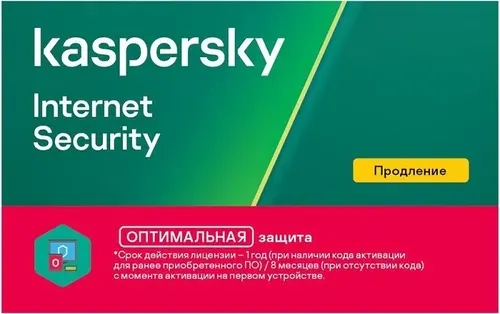 kaspersky
Internet
Security
Продление
ОПТИМАЛЬНАЯ защита
*Срок действия лицензии – 1 год (при наличии кода активации
для ранее приобретенного ПО) / 8 месяцев (при отсутствии кода)
с момента активации на первом устройстве.